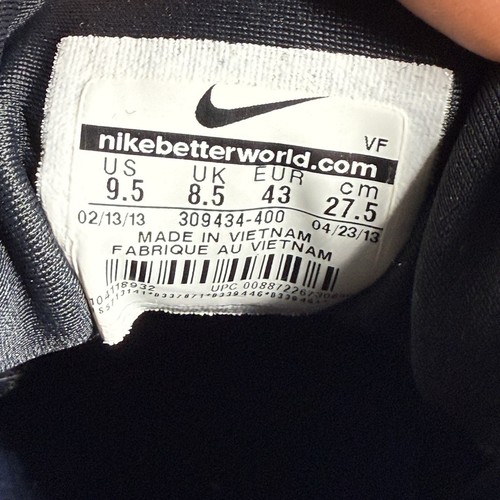 VF
nikebetterworld.com
US UK EUR cm
9.5 8.5 43 27.5
02/13/13 309434-400 04/23/13
MADE IN VIETNAM
FABRIQUE AU VIETNAM
UPC